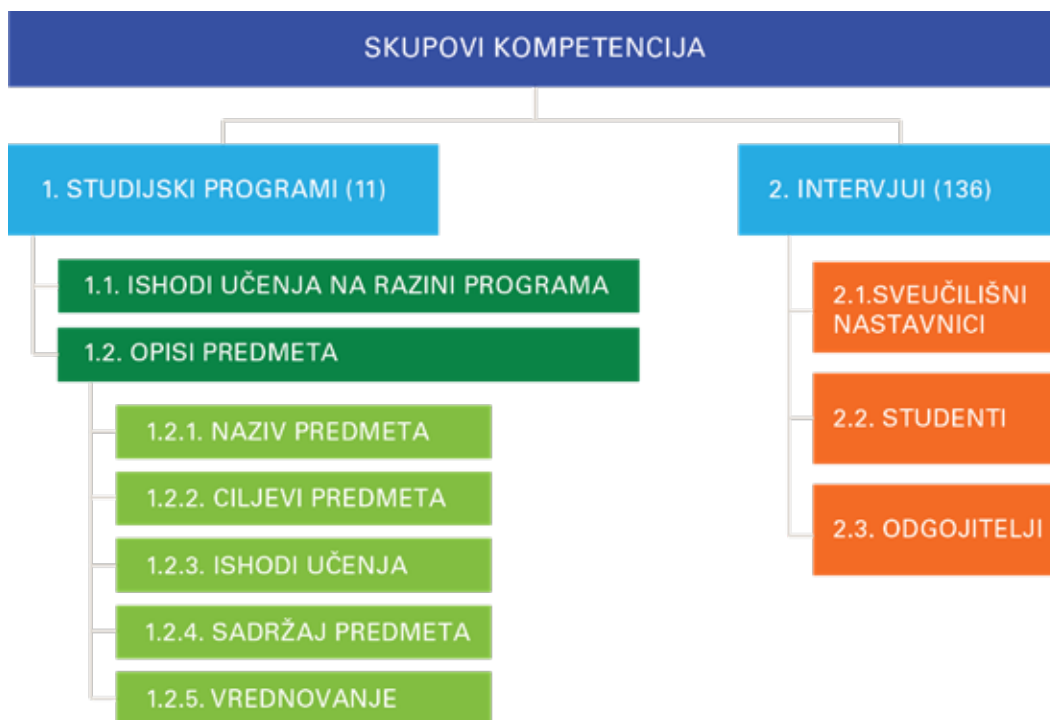 SKUPOVI KOMPETENCIJA
1. STUDIJSKI PROGRAMI (11)
1.1. ISHODI UČENJA NA RAZINI PROGRAMA
1.2. OPISI PREDMETA
1.2.1. NAZIV PREDMETA
1.2.2. CILJEVI PREDMETA
1.2.3. ISHODI UČENJA
1.2.4. SADRŽAJ PREDMETA
1.2.5. VREDNOVANJE
2. INTERVJUI (136)
2.1.SVEUČILIŠNI
NASTAVNICI
2.2. STUDENTI
2.3. ODGOJITELJI